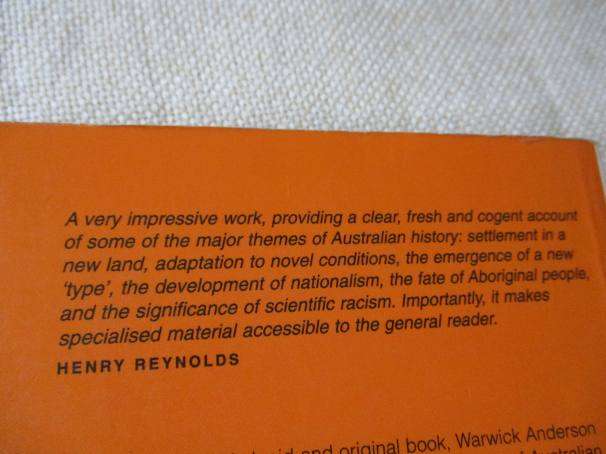 A very impressive work, providing a clear, fresh and cogent account
of some of the major themes of Australian history: settlement in a
new land, adaptation to novel conditions, the emergence of a new
'type', the development of nationalism, the fate of Aboriginal people,
and the significance of scientific racism. Importantly, it makes
specialised material accessible to the general reader.
HENRY REYNOLDS
and original book, Warwick Anderson
Australian